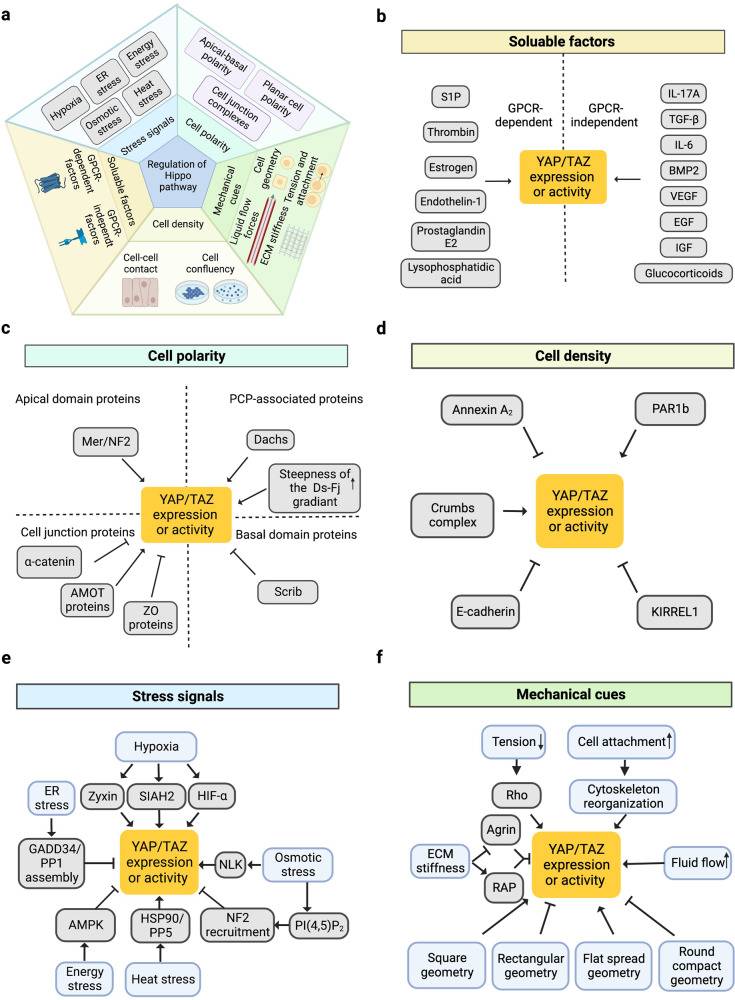 a
Energy
stress
ER
stress
Hypoxia
Heat
stress
Osmotic
stress
Stress signals
Apical-basal
polarity
Planar cell
polarity
Cell junction
complexes
Cell polarity
Regulation of
Hippo
pathway
GPCR-
dependent
factors
GPCR-
independt
factors
Soluable factors
Mechanical
cues
Cell
geometry
Tension and
attachment
Liquid flow
forces
ECM stiffness
Cell density
Cell-cell
contact
Cell
confluency
b
Soluable factors
GPCR-
dependent
GPCR-
independent
S1P
Thrombin
Estrogen
Endothelin-1
Prostaglandin
E2
Lysophosphatidic
acid
YAP/TAZ
expression
or activity
IL-17A
TGF-β
IL-6
BMP2
VEGF
EGF
IGF
Glucocorticoids
c
Cell polarity
Apical domain proteins
PCP-associated proteins
Mer/NF2
Dachs
Steepness of
the Ds-Fj
gradiant
YAP/TAZ
expression
or activity
Cell junction proteins
Basal domain proteins
α-catenin
AMOT
proteins
ZO
proteins
Scrib
d
Cell density
Annexin A₂
PAR1b
Crumbs
complex
YAP/TAZ
expression
or activity
E-cadherin
KIRREL1
e
Stress signals
Hypoxia
ER
stress
Zyxin
SIAH2
HIF-α
GADD34/
PP1
assembly
YAP/TAZ
expression
or activity
NLK
Osmotic
stress
AMPK
HSP90/
PP5
NF2
recruitment
PI(4,5)P₂
Energy
stress
Heat stress
f
Mechanical cues
Tension
Cell attachment
Rho
Cytoskeleton
reorganization
Agrin
ECM
stiffness
RAP
YAP/TAZ
expression
or activity
Fluid flow
Square
geometry
Rectangular
geometry
Flat spread
geometry
Round
compact
geometry